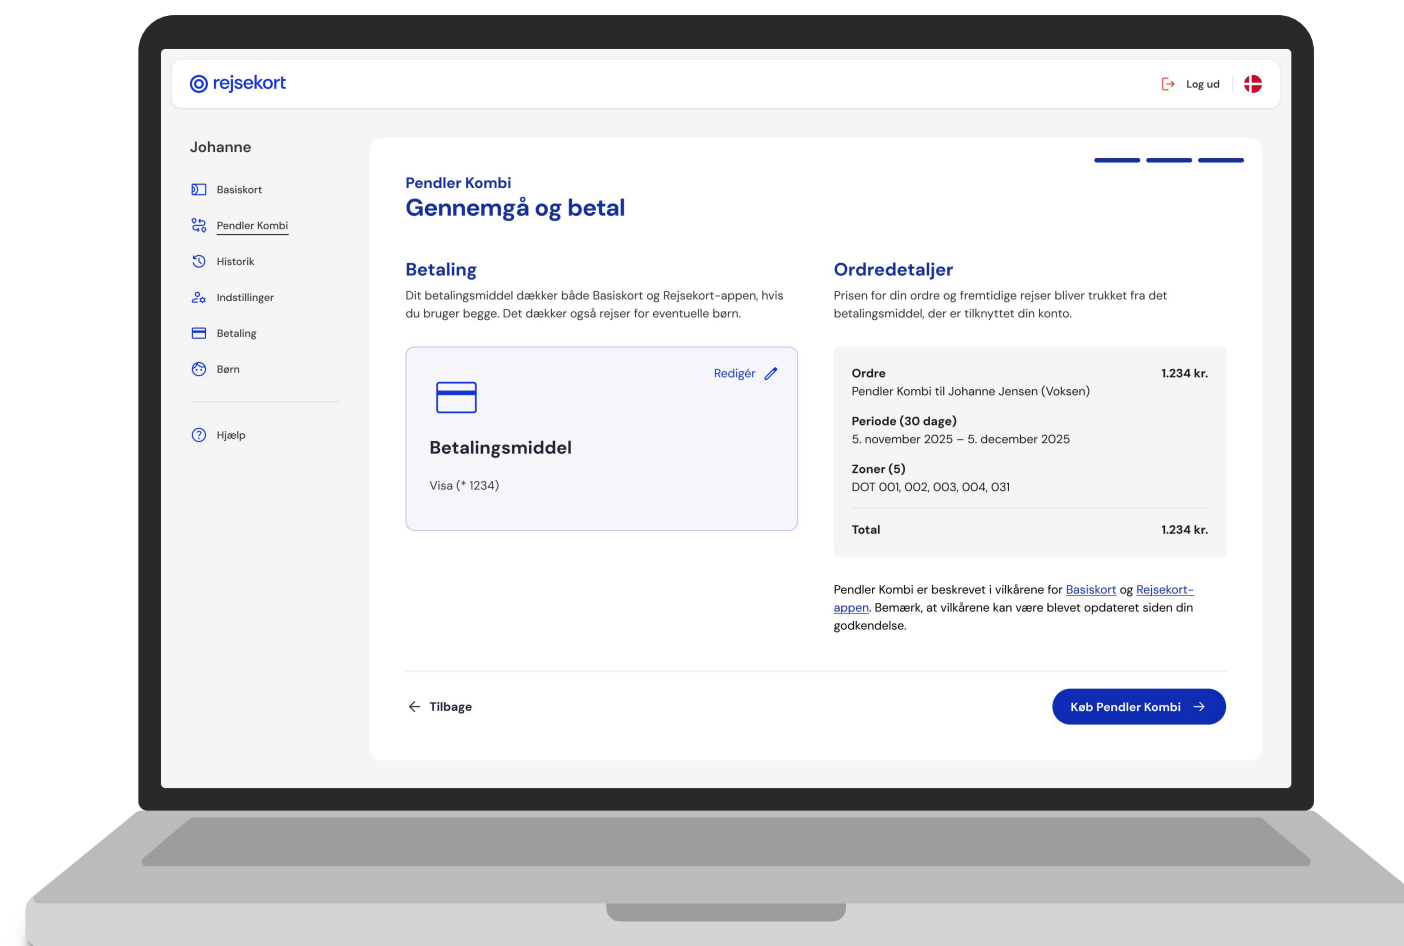 rejsekort
Log ud
Johanne
Basiskort
Pendler Kombi
Historik
Indstillinger
Betaling
Børn
Hjælp
Pendler Kombi
Gennemgå og betal
Betaling
Dit betalingsmiddel dækker både Basiskort og Rejsekort-appen, hvis
du bruger begge. Det dækker også rejser for eventuelle børn.
Redigér
Betalingsmiddel
Visa (* 1234)
Ordredetaljer
Prisen for din ordre og fremtidige rejser bliver trukket fra det
betalingsmiddel, der er tilknyttet din konto.
Ordre 1.234 kr.
Pendler Kombi til Johanne Jensen (Voksen)
Periode (30 dage)
5. november 2025 – 5. december 2025
Zoner (5)
DOT 001, 002, 003, 004, 031
Total 1.234 kr.
Pendler Kombi er beskrevet i vilkårene for Basiskort og Rejsekort-
appen. Bemærk, at vilkårene kan være blevet opdateret siden din
godkendelse.
Tilbage
Køb Pendler Kombi